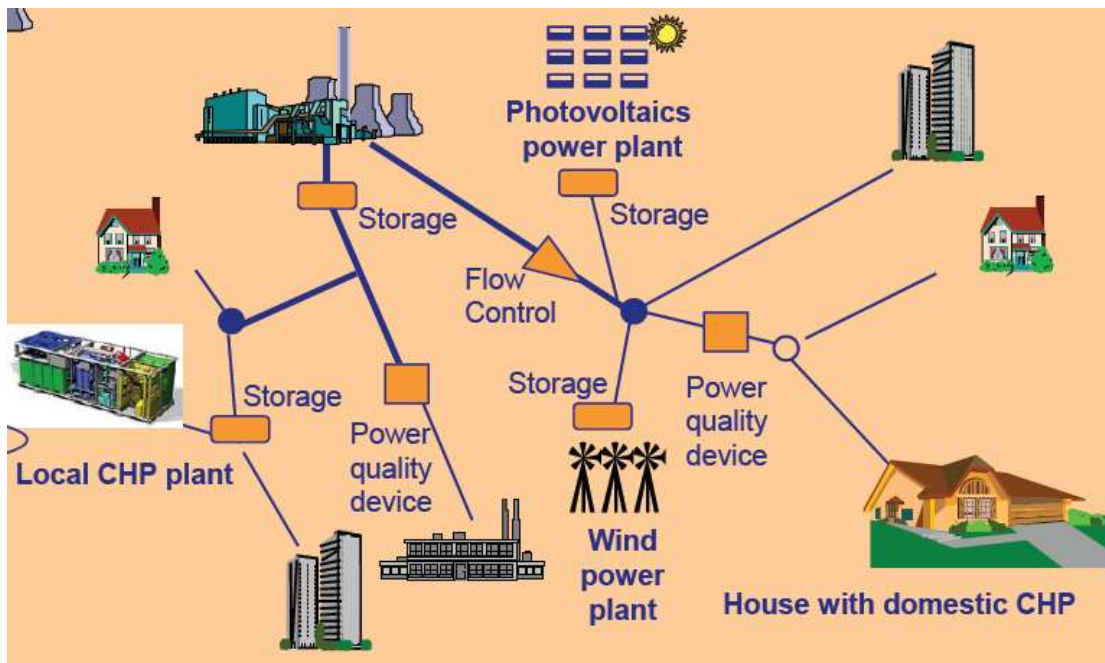 Photovoltaics
power plant
Storage
Storage
Flow
Control
Storage
Storage
Power
quality
device
Power
quality
device
Local CHP plant
Wind
power
plant
House with domestic CHP